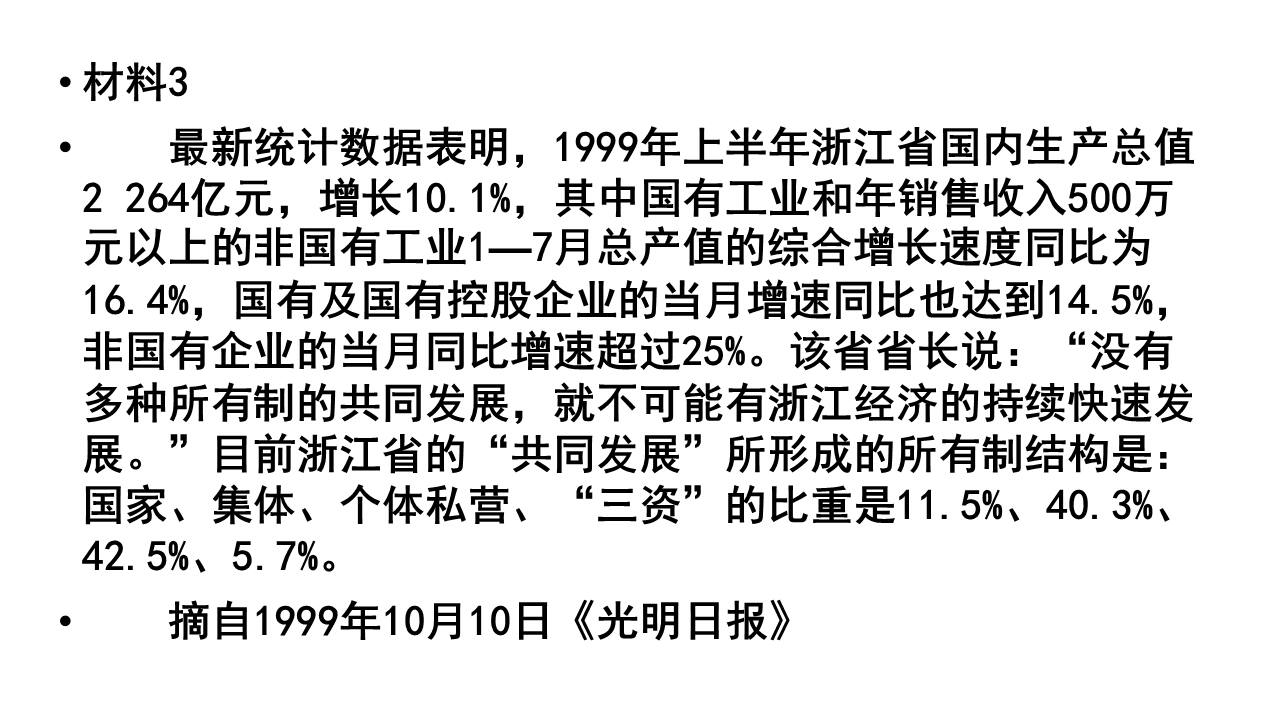 • 材料3
• 最新统计数据表明，1999年上半年浙江省国内生产总值
2 264亿元，增长10.1%，其中国有工业和年销售收入500万
元以上的非国有工业1—7月总产值的综合增长速度同比为
16.4%，国有及国有控股企业的当月增速同比也达到14.5%，
非国有企业的当月同比增速超过25%。该省省长说：“没有
多种所有制的共同发展，就不可能有浙江经济的持续快速发
展。”目前浙江省的“共同发展”所形成的所有制结构是：
国家、集体、个体私营、“三资”的比重是11.5%、40.3%、
42.5%、5.7%。
• 摘自1999年10月10日《光明日报》